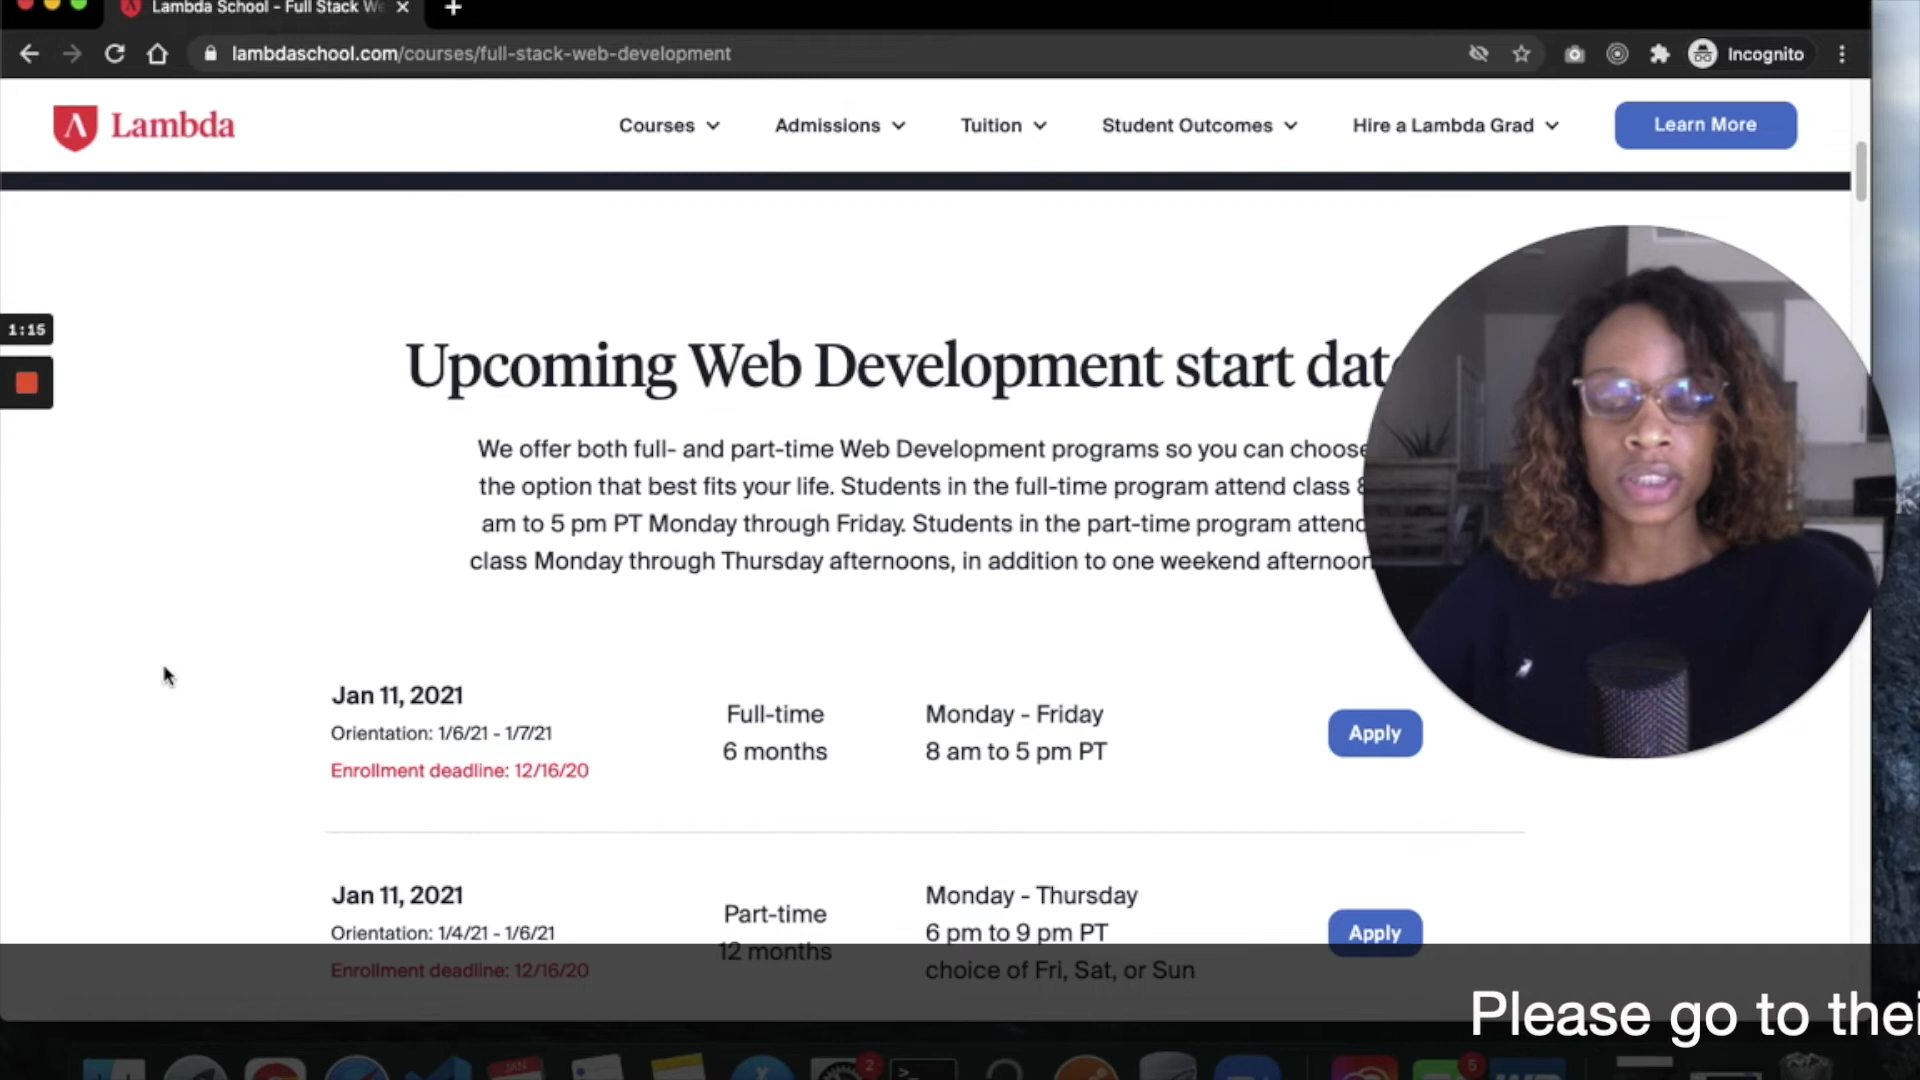 Lambda School - Full Stack We
lambdaschool.com/courses/full-stack-web-development
Incognito
Lambda
Courses
Admissions
Tuition
Student Outcomes
Hire a Lambda Grad
Learn More
1:15
Upcoming Web Development start dat
We offer both full- and part-time Web Development programs so you can choose
the option that best fits your life. Students in the full-time program attend class 8
am to 5 pm PT Monday through Friday. Students in the part-time program attend
class Monday through Thursday afternoons, in addition to one weekend afternoon
Jan 11, 2021
Orientation: 1/6/21 - 1/7/21
Enrollment deadline: 12/16/20
Full-time
6 months
Monday - Friday
8 am to 5 pm PT
Apply
Jan 11, 2021
Orientation: 1/4/21 - 1/6/21
Enrollment deadline: 12/16/20
Part-time
12 months
Monday - Thursday
6 pm to 9 pm PT
choice of Fri, Sat, or Sun
Apply
Please go to thei
JAN
2
5